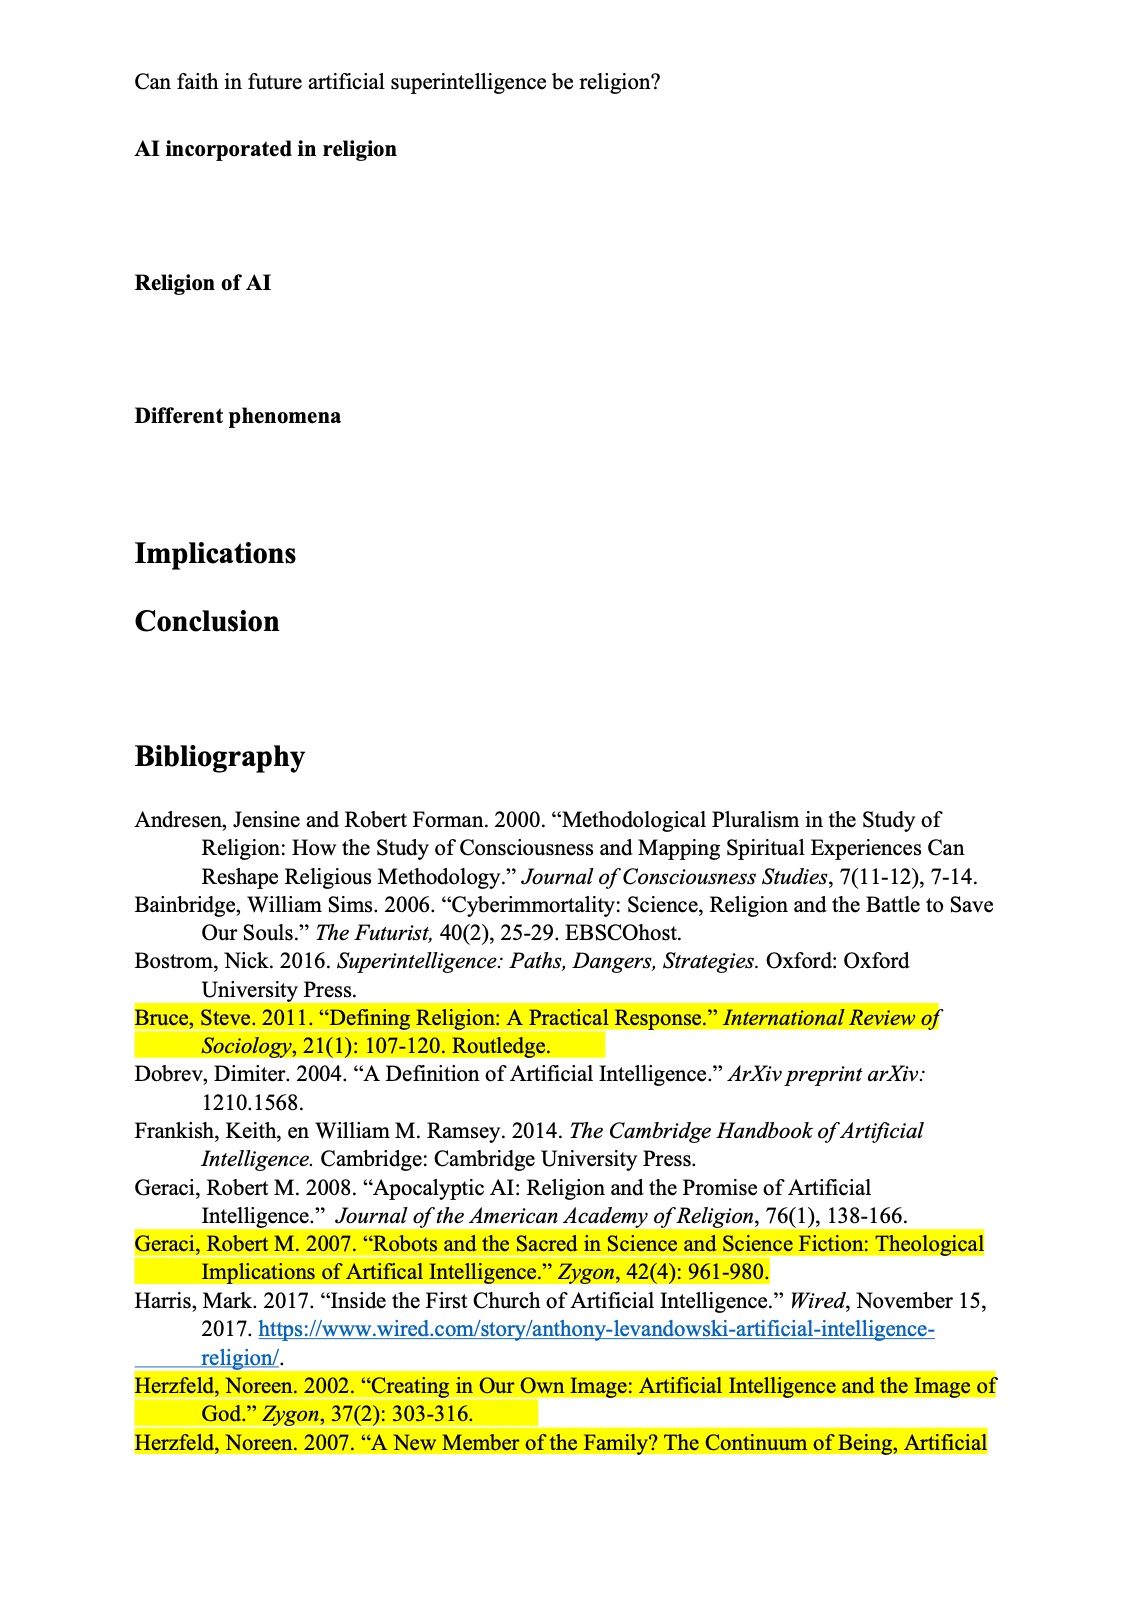 Can faith in future artificial superintelligence be religion?
AI incorporated in religion
Religion of AI
Different phenomena
Implications
Conclusion
Bibliography
Andresen, Jensine and Robert Forman. 2000. “Methodological Pluralism in the Study of
Religion: How the Study of Consciousness and Mapping Spiritual Experiences Can
Reshape Religious Methodology.” Journal of Consciousness Studies, 7(11-12), 7-14.
Bainbridge, William Sims. 2006. “Cyberimmortality: Science, Religion and the Battle to Save
Our Souls.” The Futurist, 40(2), 25-29. EBSCOhost.
Bostrom, Nick. 2016. Superintelligence: Paths, Dangers, Strategies. Oxford: Oxford
University Press.
Bruce, Steve. 2011. “Defining Religion: A Practical Response.” International Review of
Sociology, 21(1): 107-120. Routledge.
Dobrev, Dimiter. 2004. “A Definition of Artificial Intelligence.” ArXiv preprint arXiv:
1210.1568.
Frankish, Keith, en William M. Ramsey. 2014. The Cambridge Handbook of Artificial
Intelligence. Cambridge: Cambridge University Press.
Geraci, Robert M. 2008. “Apocalyptic AI: Religion and the Promise of Artificial
Intelligence.” Journal of the American Academy of Religion, 76(1), 138-166.
Geraci, Robert M. 2007. “Robots and the Sacred in Science and Science Fiction: Theological
Implications of Artifical Intelligence.” Zygon, 42(4): 961-980.
Harris, Mark. 2017. “Inside the First Church of Artificial Intelligence.” Wired, November 15,
2017. https://www.wired.com/story/anthony-levandowski-artificial-intelligence-
religion/.
Herzfeld, Noreen. 2002. “Creating in Our Own Image: Artificial Intelligence and the Image of
God.” Zygon, 37(2): 303-316.
Herzfeld, Noreen. 2007. “A New Member of the Family? The Continuum of Being, Artificial